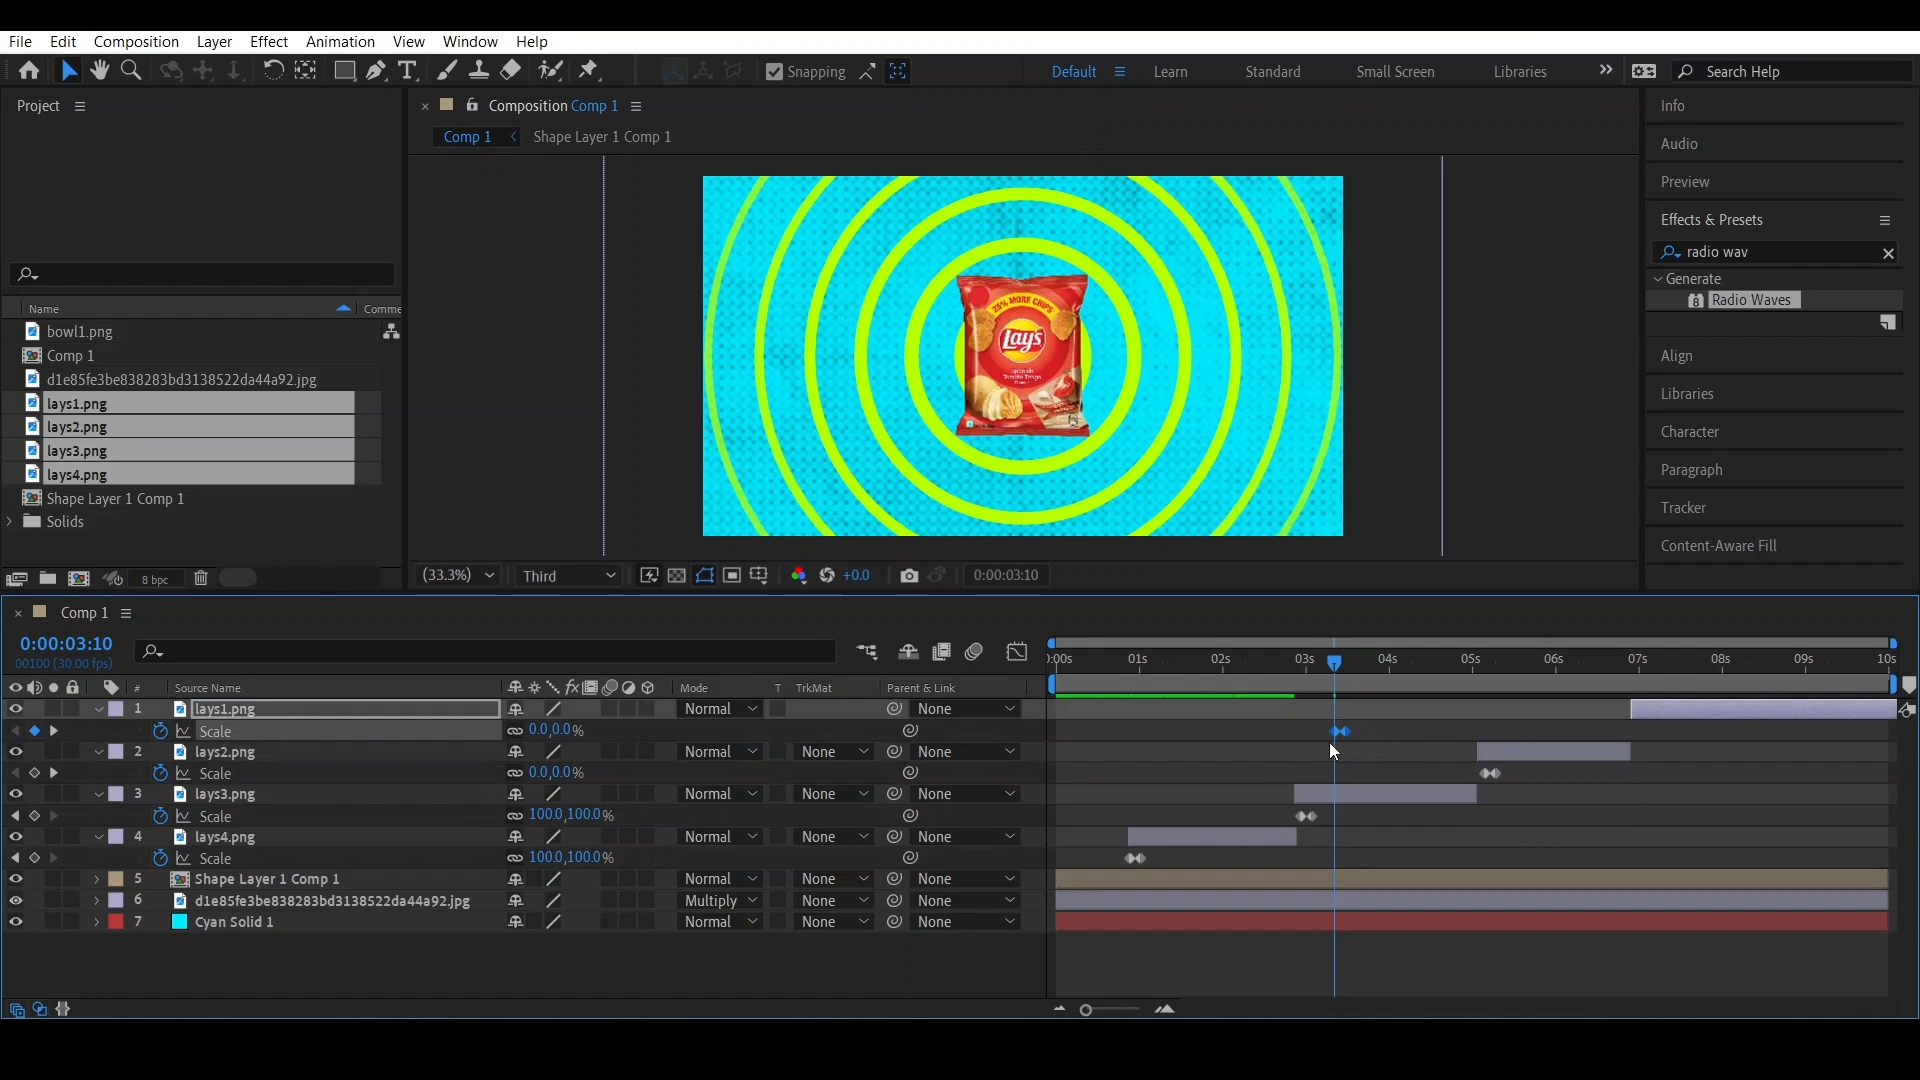 File Edit Composition Layer Effect Animation View Window Help
Snapping Default Learn Standard Small Screen Libraries Search Help
Project
Composition Comp 1
Comp 1 Shape Layer 1 Comp 1
Name Comme
bowl1.png
Comp 1
d1e85fe3be838283bd3138522da44a92.jpg
lays1.png
lays2.png
lays3.png
lays4.png
Shape Layer 1 Comp 1
Solids
8 bpc
25% MORE CHIPS
Lay's
(33.3%) Third +0.0 0:00:03:10
Info
Audio
Preview
Effects & Presets
radio wav
Generate
8 Radio Waves
Align
Libraries
Character
Paragraph
Tracker
Content-Aware Fill
Comp 1
0:00:03:10
00100 (30.00 fps)
# Source Name fx Mode T TrkMat Parent & Link
:00s 01s 02s 03s 04s 05s 06s 07s 08s 09s 10s
1 lays1.png Normal None
Scale 0.0,0.0%
2 lays2.png Normal None None
Scale 0.0,0.0%
3 lays3.png Normal None None
Scale 100.0,100.0%
4 lays4.png Normal None None
Scale 100.0,100.0%
5 Shape Layer 1 Comp 1 Normal None None
6 d1e85fe3be838283bd3138522da44a92.jpg Multiply None None
7 Cyan Solid 1 Normal None None